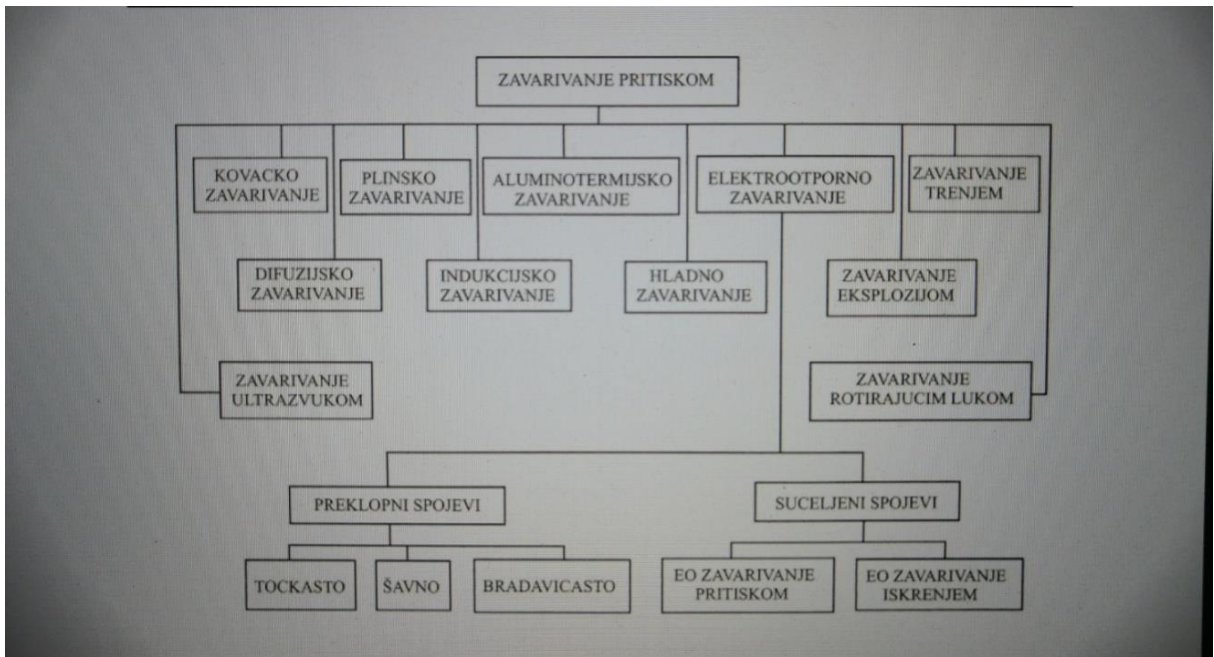 ZAVARIVANJE PRITISKOM
KOVACKO
ZAVARIVANJE
PLINSKO
ZAVARIVANJE
ALUMINOTERMIJSKO
ZAVARIVANJE
ELEKTROOTPORNO
ZAVARIVANJE
ZAVARIVANJE
TRENJEM
DIFUZIJSKO
ZAVARIVANJE
INDUKCIJSKO
ZAVARIVANJE
HLADNO
ZAVARIVANJE
ZAVARIVANJE
EKSPLOZIJOM
ZAVARIVANJE
ULTRAZVUKOM
ZAVARIVANJE
ROTIRAJUCIM LUKOM
PREKLOPNI SPOJEVI
SUCELJENI SPOJEVI
TOCKASTO
ŠAVNO
BRADAVICASTO
EO ZAVARIVANJE
PRITISKOM
EO ZAVARIVANJE
ISKRENJEM